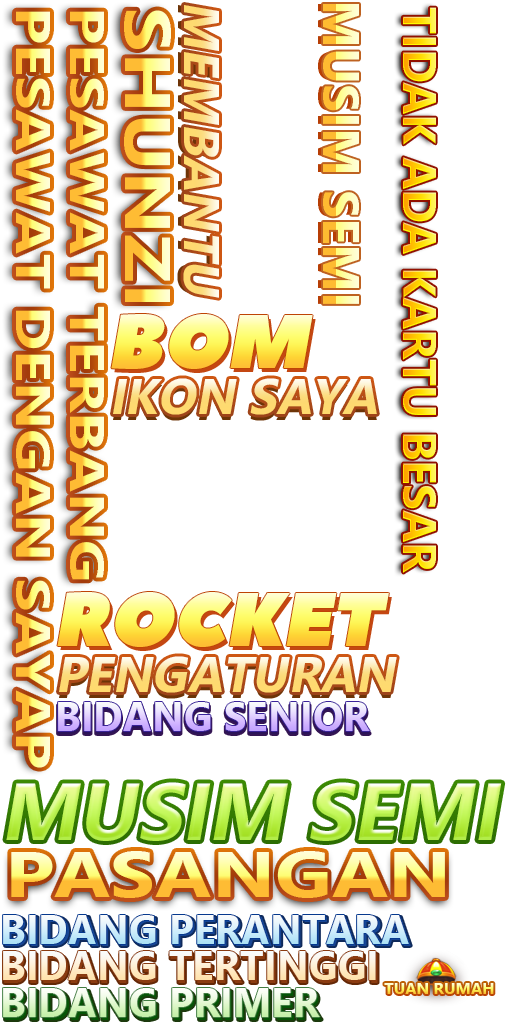 PESAWAT DENGAN SAYAP
PESAWAT TERBANG
SHUNZI
MEMBANTU
MUSIM SEMI
TIDAK ADA KARTU BESAR
BOM
IKON SAYA
ROCKET
PENGATURAN
BIDANG SENIOR
MUSIM SEMI
PASANGAN
BIDANG PERANTARA
BIDANG TERTINGGI
TUAN RUMAH
BIDANG PRIMER